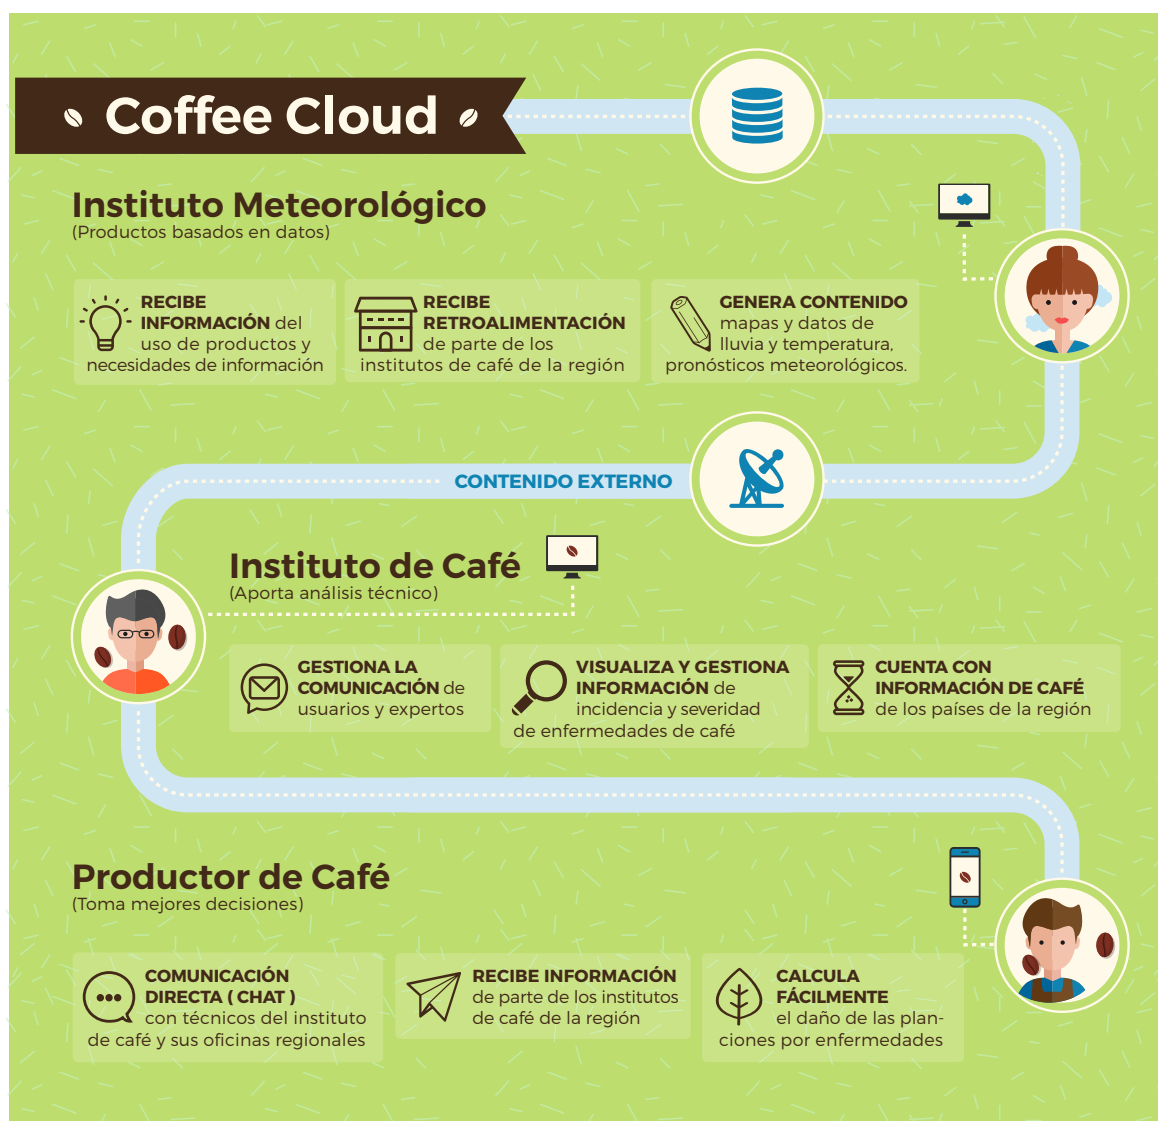 Coffee Cloud
Instituto Meteorológico
(Productos basados en datos)
RECIBE
INFORMACIÓN del
uso de productos y
necesidades de información
RECIBE
RETROALIMENTACIÓN
de parte de los
institutos de café de la región
GENERA CONTENIDO
mapas y datos de
lluvia y temperatura,
pronósticos meteorológicos.
CONTENIDO EXTERNO
Instituto de Café
(Aporta análisis técnico)
GESTIONA LA
COMUNICACIÓN de
usuarios y expertos
VISUALIZA Y GESTIONA
INFORMACIÓN de
incidencia y severidad
de enfermedades de café
CUENTA CON
INFORMACIÓN DE CAFÉ
de los países de la región
Productor de Café
(Toma mejores decisiones)
COMUNICACIÓN
DIRECTA ( CHAT )
con técnicos del instituto
de café y sus oficinas regionales
RECIBE INFORMACIÓN
de parte de los institutos
de café de la región
CALCULA
FÁCILMENTE
el daño de las plan-
ciones por enfermedades